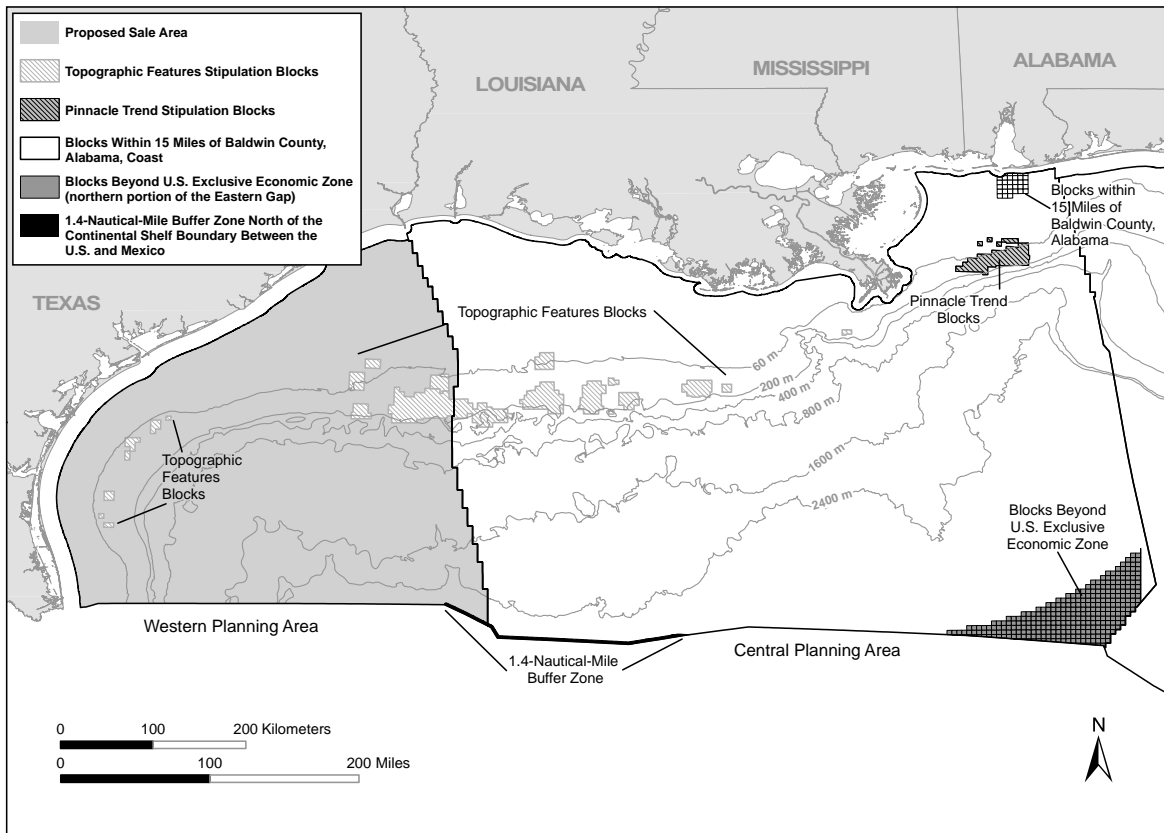 Proposed Sale Area
Topographic Features Stipulation Blocks
Pinnacle Trend Stipulation Blocks
Blocks Within 15 Miles of Baldwin County,
Alabama, Coast
Blocks Beyond U.S. Exclusive Economic Zone
(northern portion of the Eastern Gap)
1.4-Nautical-Mile Buffer Zone North of the
Continental Shelf Boundary Between the
U.S. and Mexico
LOUISIANA
MISSISSIPPI
ALABAMA
TEXAS
Blocks within
15 Miles of
Baldwin County,
Alabama
Pinnacle Trend
Blocks
Topographic Features Blocks
60 m
200 m
400 m
800 m
1600 m
2400 m
Topographic
Features
Blocks
Blocks Beyond
U.S. Exclusive
Economic Zone
Western Planning Area
1.4-Nautical-Mile
Buffer Zone
Central Planning Area
0 100 200 Kilometers
0 100 200 Miles
N